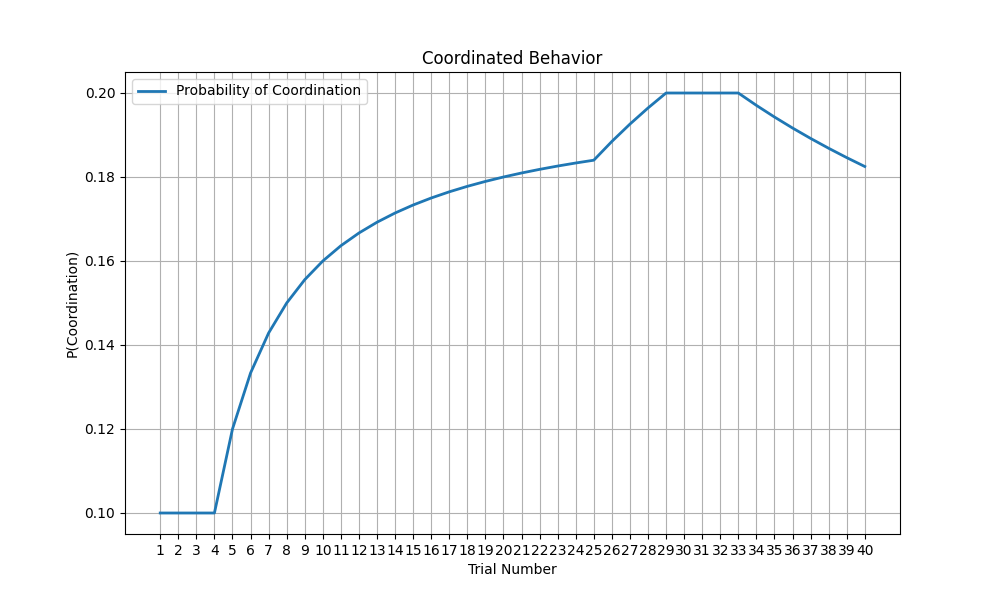 Coordinated Behavior
Probability of Coordination
P(Coordination)
0.20
0.18
0.16
0.14
0.12
0.10
1 2 3 4 5 6 7 8 9 10 11 12 13 14 15 16 17 18 19 20 21 22 23 24 25 26 27 28 29 30 31 32 33 34 35 36 37 38 39 40
Trial Number